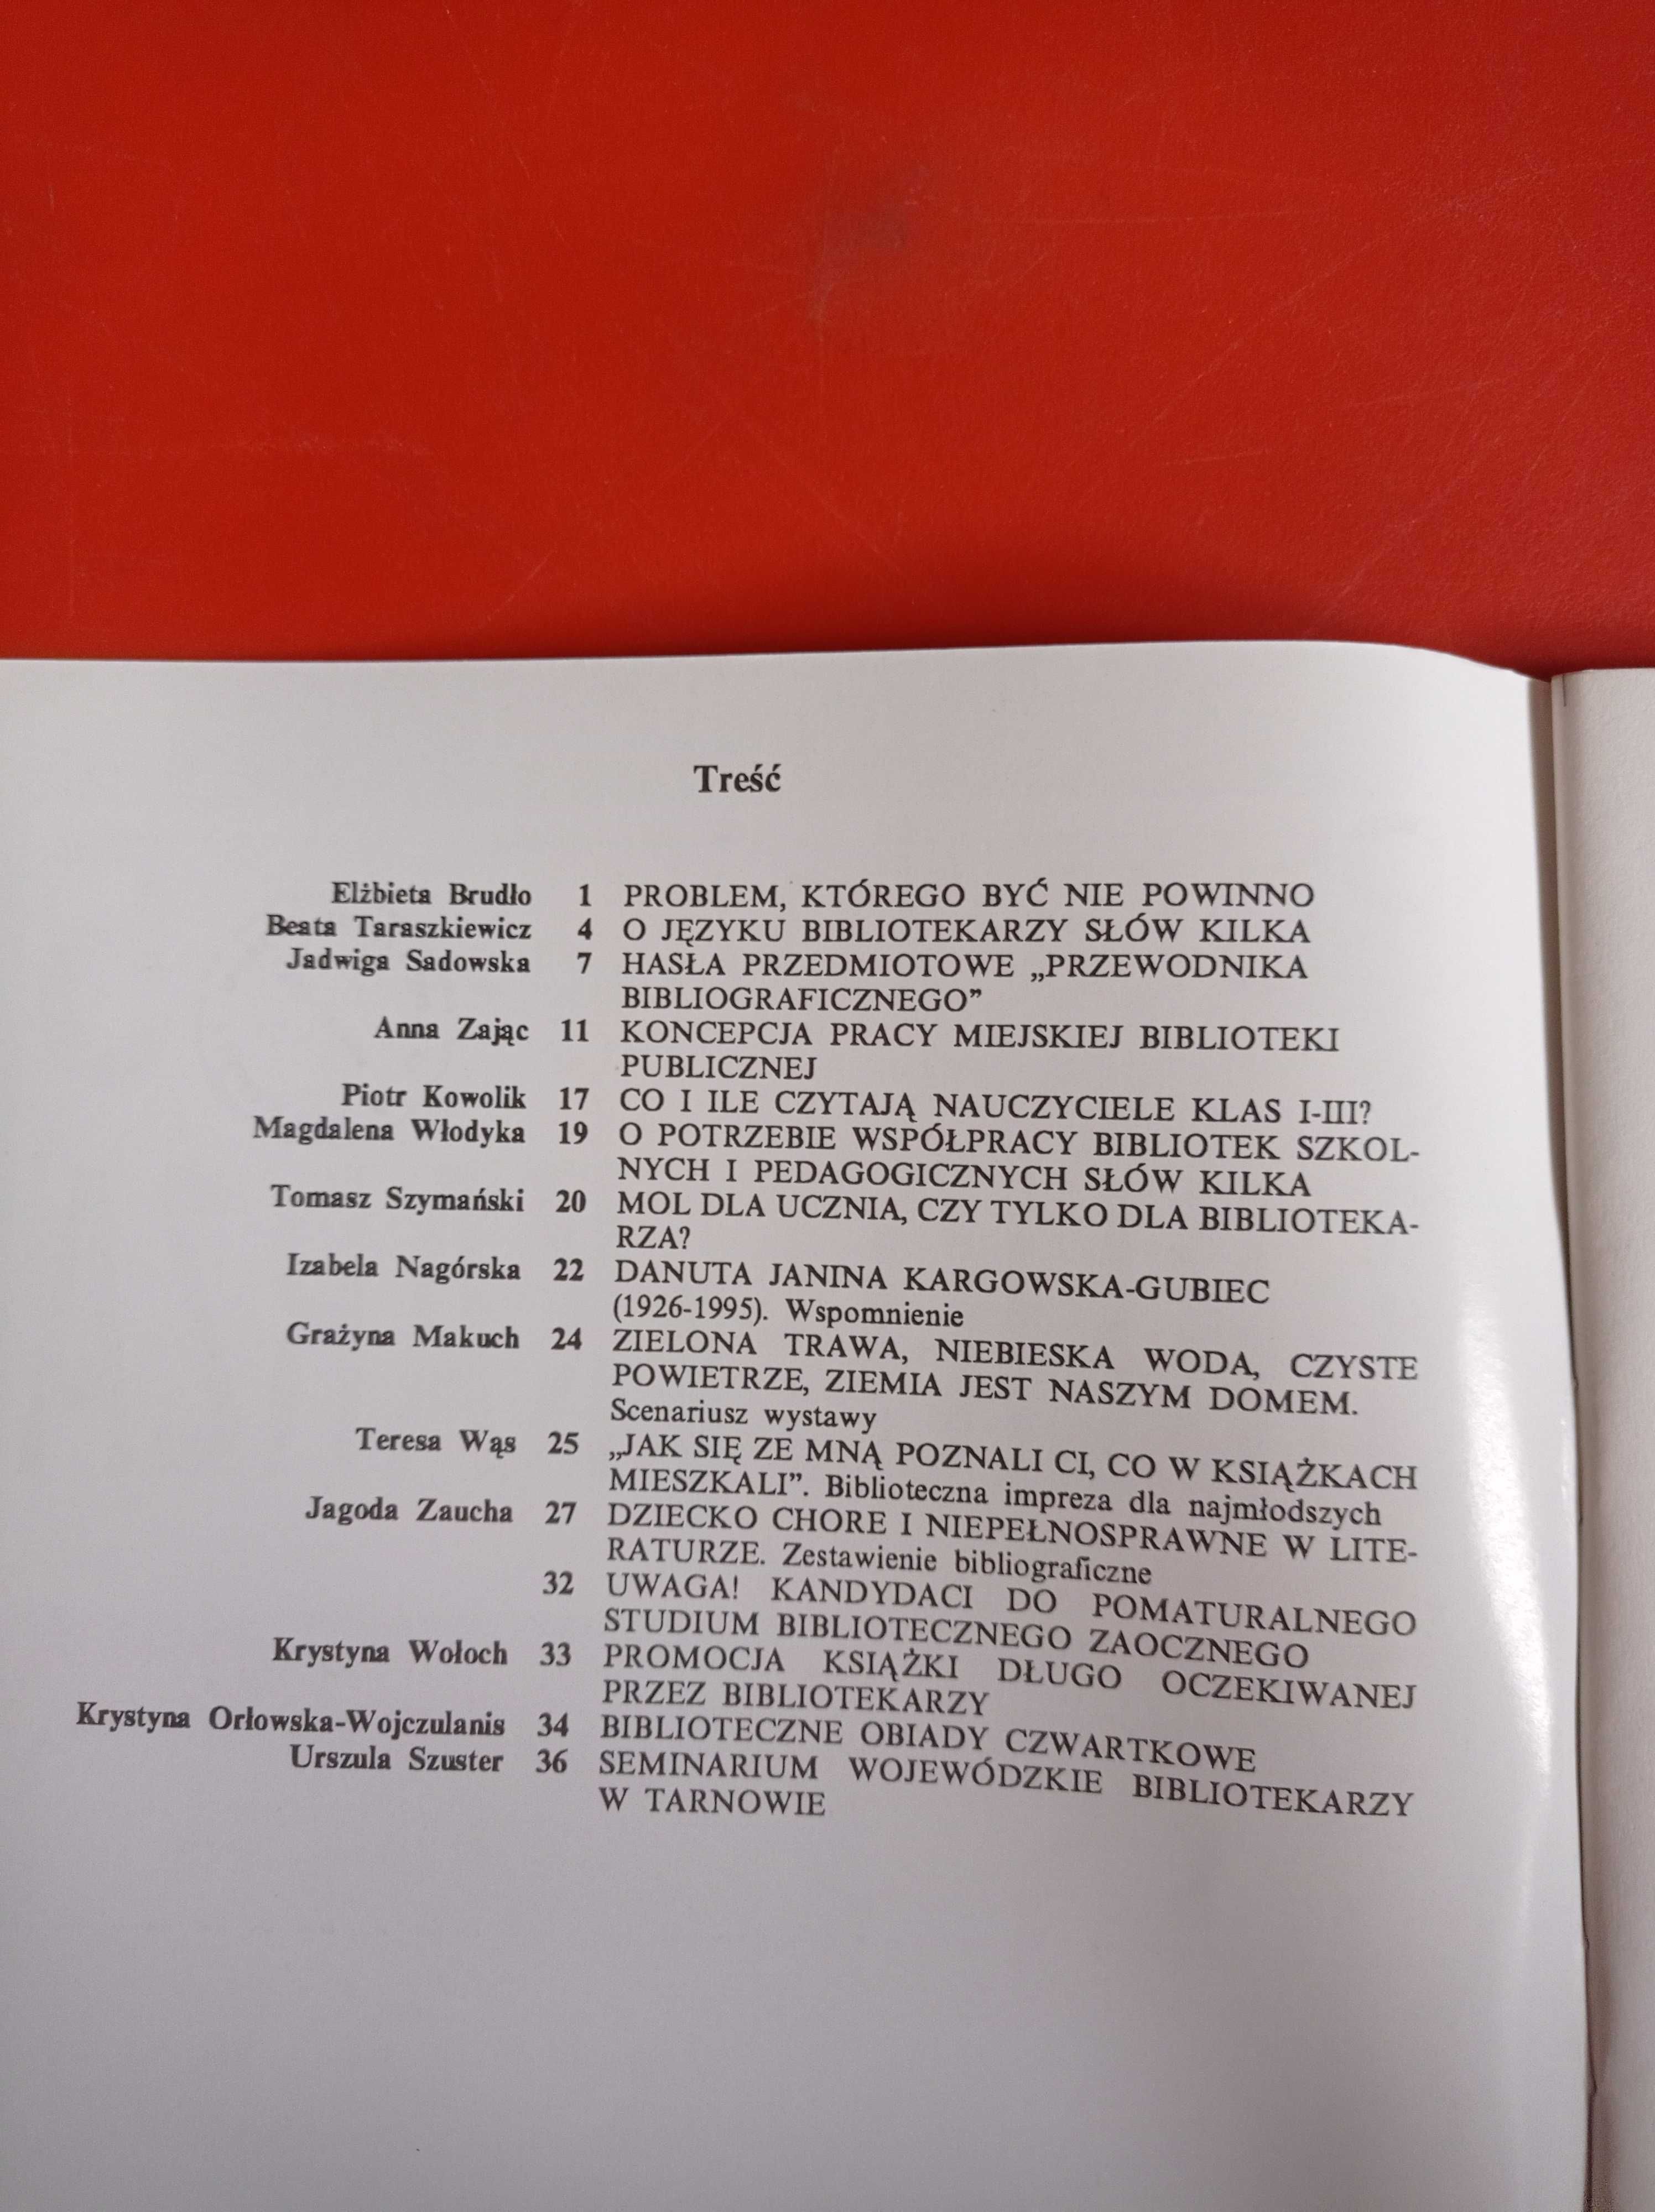 Treść
Elżbieta Brudło 1 PROBLEM, KTÓREGO BYĆ NIE POWINNO
Beata Taraszkiewicz 4 O JĘZYKU BIBLIOTEKARZY SŁÓW KILKA
Jadwiga Sadowska 7 HASŁA PRZEDMIOTOWE „PRZEWODNIKA
BIBLIOGRAFICZNEGO”
Anna Zając 11 KONCEPCJA PRACY MIEJSKIEJ BIBLIOTEKI
PUBLICZNEJ
Piotr Kowolik 17 CO I ILE CZYTAJĄ NAUCZYCIELE KLAS I-III?
Magdalena Włodyka 19 O POTRZEBIE WSPÓŁPRACY BIBLIOTEK SZKOL-
NYCH I PEDAGOGICZNYCH SŁÓW KILKA
Tomasz Szymański 20 MOL DLA UCZNIA, CZY TYLKO DLA BIBLIOTEKA-
RZA?
Izabela Nagórska 22 DANUTA JANINA KARGOWSKA-GUBIEC
(1926-1995). Wspomnienie
Grażyna Makuch 24 ZIELONA TRAWA, NIEBIESKA WODA, CZYSTE
POWIETRZE, ZIEMIA JEST NASZYM DOMEM.
Scenariusz wystawy
Teresa Wąs 25 „JAK SIĘ ZE MNĄ POZNALI CI, CO W KSIĄŻKACH
MIESZKALI”. Biblioteczna impreza dla najmłodszych
Jagoda Zaucha 27 DZIECKO CHORE I NIEPEŁNOSPRAWNE W LITE-
RATURZE. Zestawienie bibliograficzne
32 UWAGA! KANDYDACI DO POMATURALNEGO
STUDIUM BIBLIOTECZNEGO ZAOCZNEGO
Krystyna Wołoch 33 PROMOCJA KSIĄŻKI DŁUGO OCZEKIWANEJ
PRZEZ BIBLIOTEKARZY
Krystyna Orłowska-Wojczulanis 34 BIBLIOTECZNE OBIADY CZWARTKOWE
Urszula Szuster 36 SEMINARIUM WOJEWÓDZKIE BIBLIOTEKARZY
W TARNOWIE